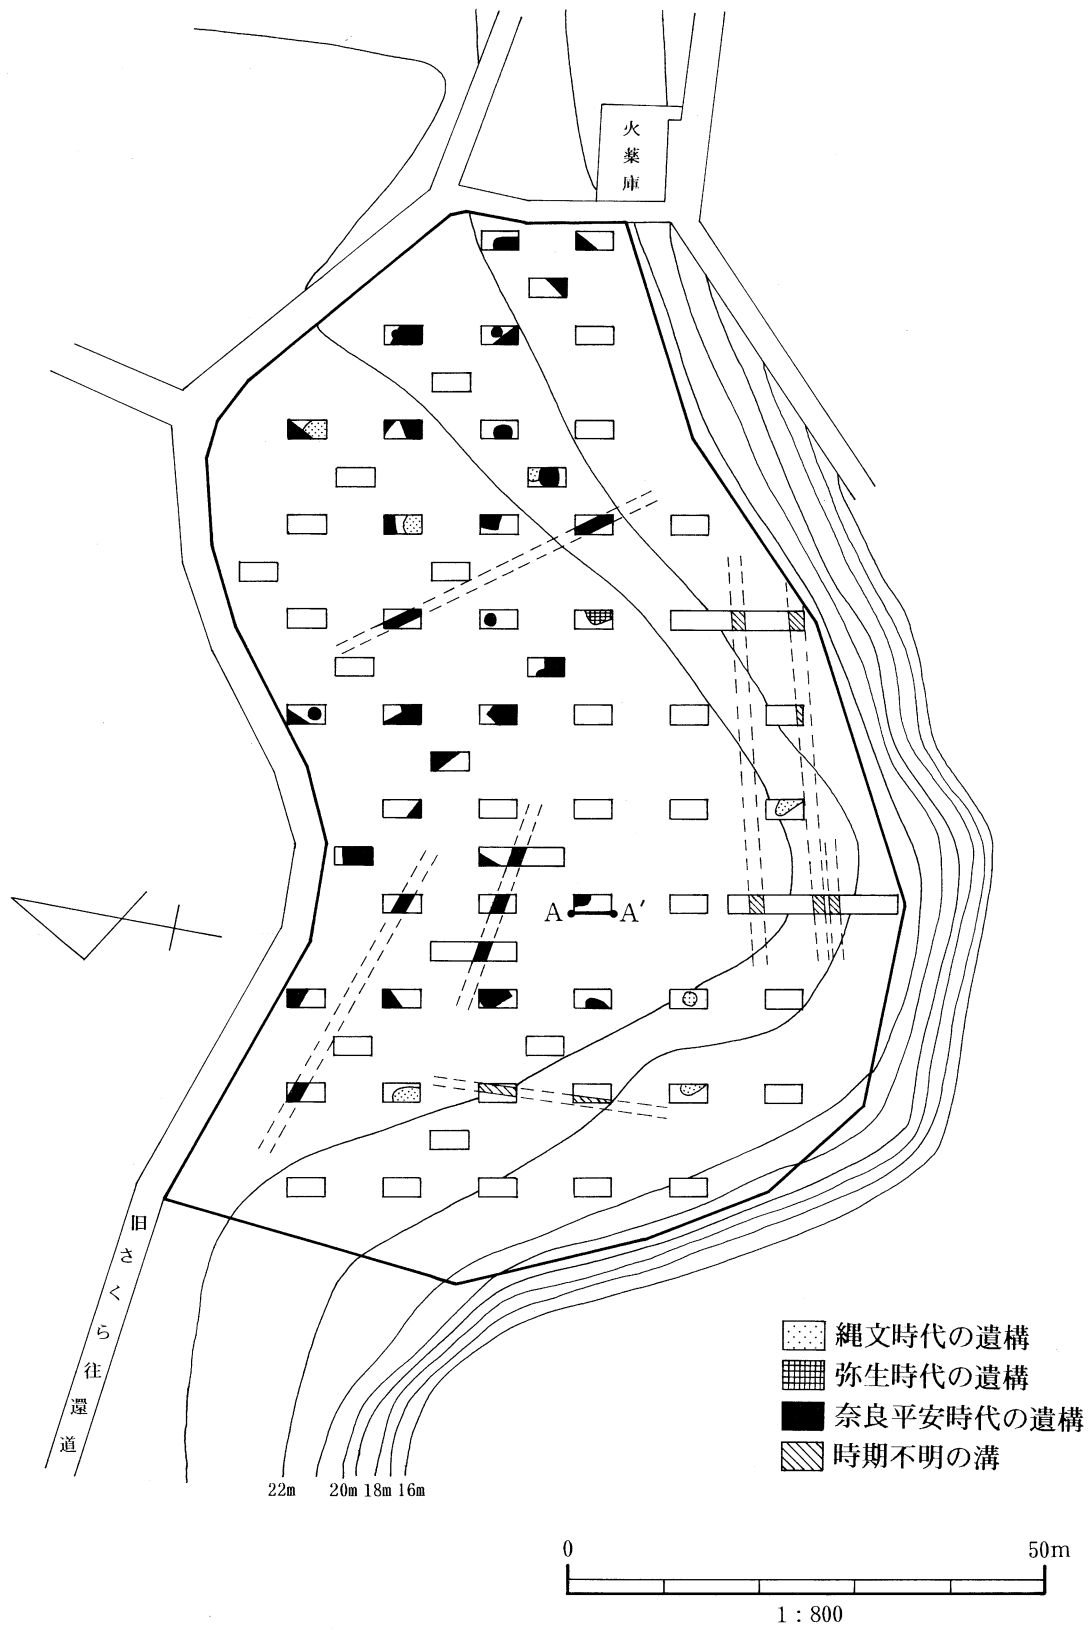 火薬庫
A A′
旧さくら往還道
22m 20m 18m 16m
縄文時代の遺構
弥生時代の遺構
奈良平安時代の遺構
時期不明の溝
0 50m
1：800